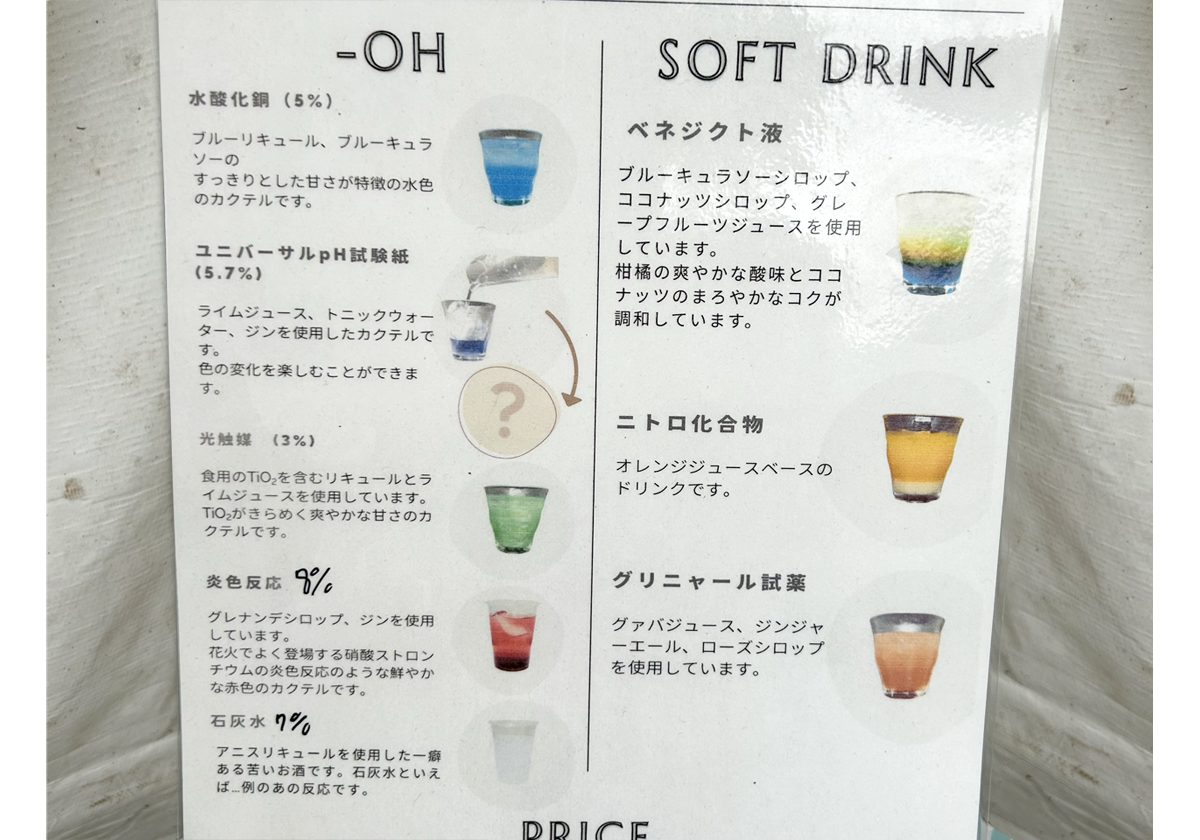 -OH
水酸化銅（5%）
ブルーリキュール、ブルーキュラ
ソーの
すっきりとした甘さが特徴の水色
のカクテルです。
ユニバーサルpH試験紙
(5.7%)
ライムジュース、トニックウォー
ター、ジンを使用したカクテルで
す。
色の変化を楽しむことができま
す。
?
光触媒 （3%）
食用のTiO₂を含むリキュールとラ
イムジュースを使用しています。
TiO₂がきらめく爽やかな甘さのカ
クテルです。
炎色反応 8%
グレナンデシロップ、ジンを使用
しています。
花火でよく登場する硝酸ストロン
チウムの炎色反応のような鮮やか
な赤色のカクテルです。
石灰水 7%
アニスリキュールを使用した一癖
ある苦いお酒です。石灰水といえ
ば…例のあの反応です。
SOFT DRINK
ベネジクト液
ブルーキュラソーシロップ、
ココナッツシロップ、グレ
ープフルーツジュースを使用
しています。
柑橘の爽やかな酸味とココ
ナッツのまろやかなコクが
調和しています。
ニトロ化合物
オレンジジュースベースの
ドリンクです。
グリニャール試薬
グァバジュース、ジンジャ
ーエール、ローズシロップ
を使用しています。
PRICE